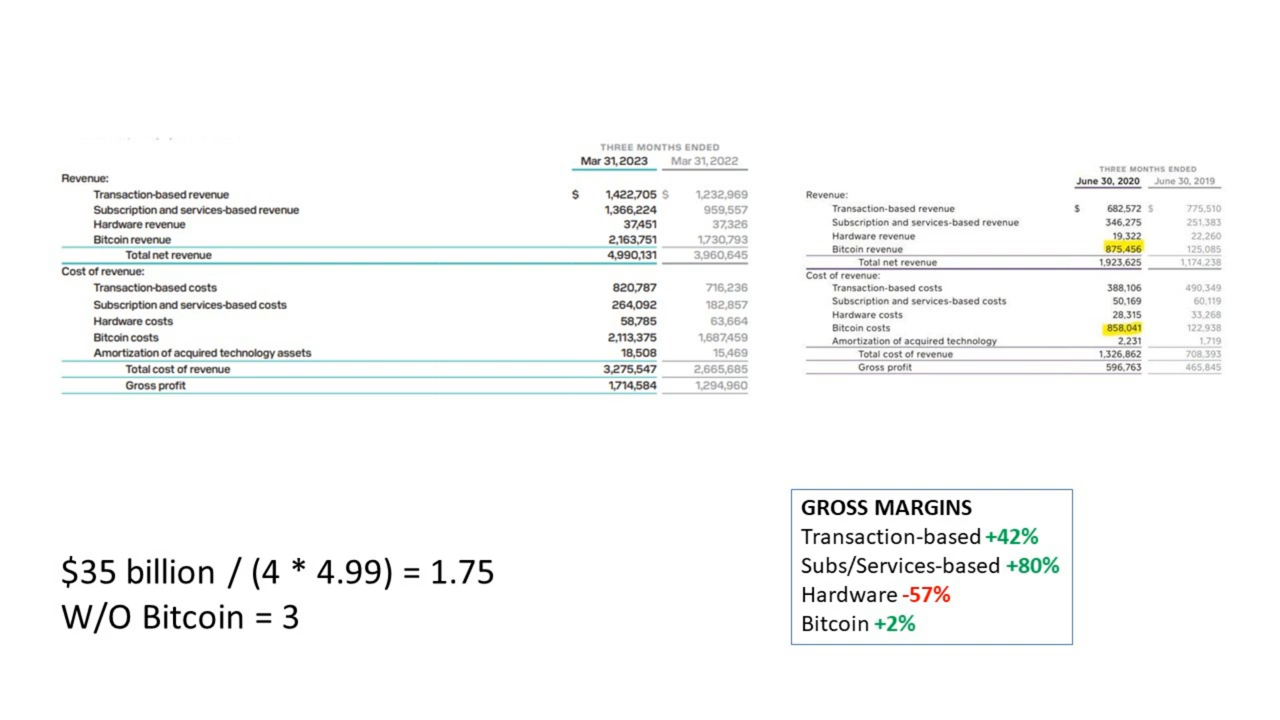 THREE MONTHS ENDED
Mar 31, 2023 Mar 31, 2022
Revenue:
Transaction-based revenue $ 1,422,705 $ 1,232,969
Subscription and services-based revenue 1,366,224 959,557
Hardware revenue 37,451 37,326
Bitcoin revenue 2,163,751 1,730,793
Total net revenue 4,990,131 3,960,645
Cost of revenue:
Transaction-based costs 820,787 716,236
Subscription and services-based costs 264,092 182,857
Hardware costs 58,785 63,664
Bitcoin costs 2,113,375 1,687,459
Amortization of acquired technology assets 18,508 15,469
Total cost of revenue 3,275,547 2,665,685
Gross profit 1,714,584 1,294,960
THREE MONTHS ENDED
June 30, 2020 June 30, 2019
Revenue:
Transaction-based revenue $ 682,572 $ 775,510
Subscription and services-based revenue 346,275 251,383
Hardware revenue 19,322 22,260
Bitcoin revenue 875,456 125,085
Total net revenue 1,923,625 1,174,238
Cost of revenue:
Transaction-based costs 388,106 490,349
Subscription and services-based costs 50,169 60,119
Hardware costs 28,315 33,268
Bitcoin costs 858,041 122,938
Amortization of acquired technology 2,231 1,719
Total cost of revenue 1,326,862 708,393
Gross profit 596,763 465,845
$35 billion / (4 * 4.99) = 1.75
W/O Bitcoin = 3
GROSS MARGINS
Transaction-based +42%
Subs/Services-based +80%
Hardware -57%
Bitcoin +2%